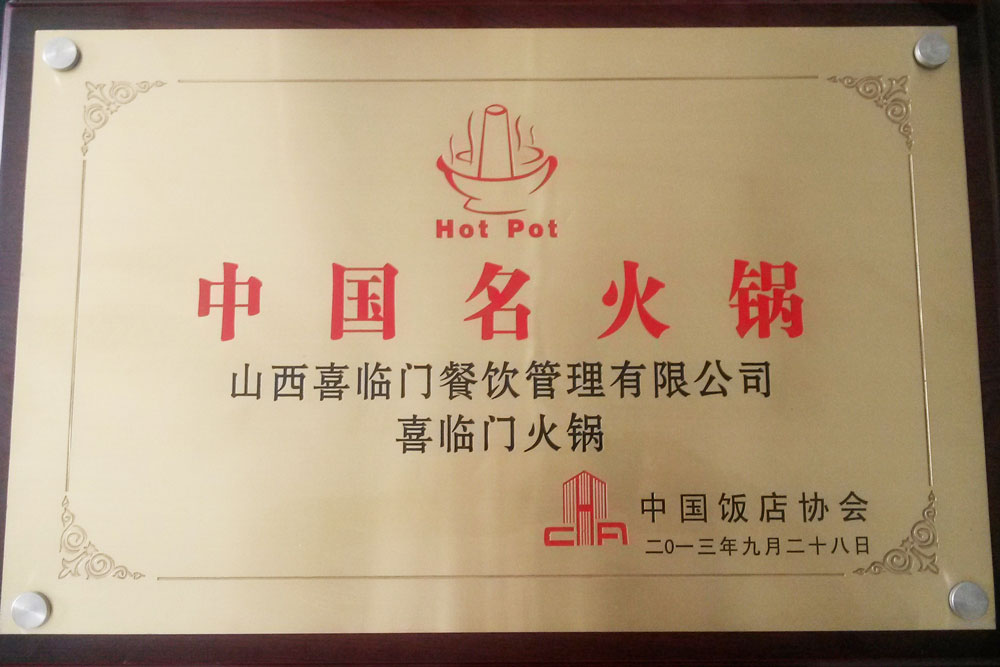 Hot Pot
中国名火锅
山西喜临门餐饮管理有限公司
喜临门火锅
CHA
中国饭店协会
二0一三年九月二十八日